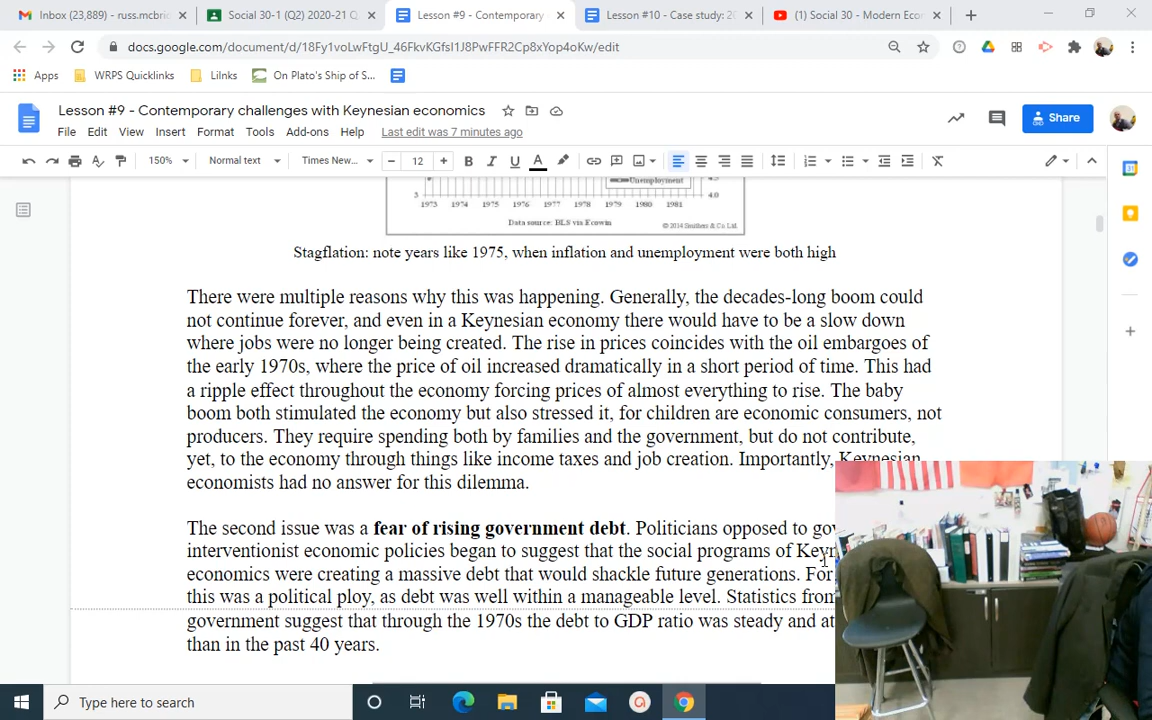 Inbox (23,889) - russ.mcbri
Social 30-1 (Q2) 2020-21 Q
Lesson #9 - Contemporary
Lesson #10 - Case study: 20
(1) Social 30 - Modern Eco
docs.google.com/document/d/18Fy1voLwFtgU_46FkvKGfsI1J8PwFFR2Cp8xYop4oKw/edit
Apps
WRPS Quicklinks
LiInks
On Plato's Ship of S...
Lesson #9 - Contemporary challenges with Keynesian economics
File Edit View Insert Format Tools Add-ons Help Last edit was 7 minutes ago
Share
150% Normal text Times New... 12
Unemployment
3 1973 1974 1975 1976 1977 1978 1979 1980 1981 4.0
Data source: BLS via Ecowin © 2014 Smithers & Co Ltd.
Stagflation: note years like 1975, when inflation and unemployment were both high
There were multiple reasons why this was happening. Generally, the decades-long boom could
not continue forever, and even in a Keynesian economy there would have to be a slow down
where jobs were no longer being created. The rise in prices coincides with the oil embargoes of
the early 1970s, where the price of oil increased dramatically in a short period of time. This had
a ripple effect throughout the economy forcing prices of almost everything to rise. The baby
boom both stimulated the economy but also stressed it, for children are economic consumers, not
producers. They require spending both by families and the government, but do not contribute,
yet, to the economy through things like income taxes and job creation. Importantly, Keynesian
economists had no answer for this dilemma.
The second issue was a fear of rising government debt. Politicians opposed to gov
interventionist economic policies began to suggest that the social programs of Keyn
economics were creating a massive debt that would shackle future generations. For
this was a political ploy, as debt was well within a manageable level. Statistics from
government suggest that through the 1970s the debt to GDP ratio was steady and at
than in the past 40 years.
Type here to search